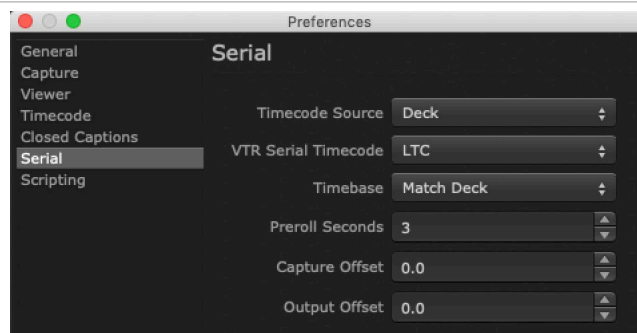 Preferences
General
Capture
Viewer
Timecode
Closed Captions
Serial
Scripting
Serial
Timecode Source Deck
VTR Serial Timecode LTC
Timebase Match Deck
Preroll Seconds 3
Capture Offset 0.0
Output Offset 0.0